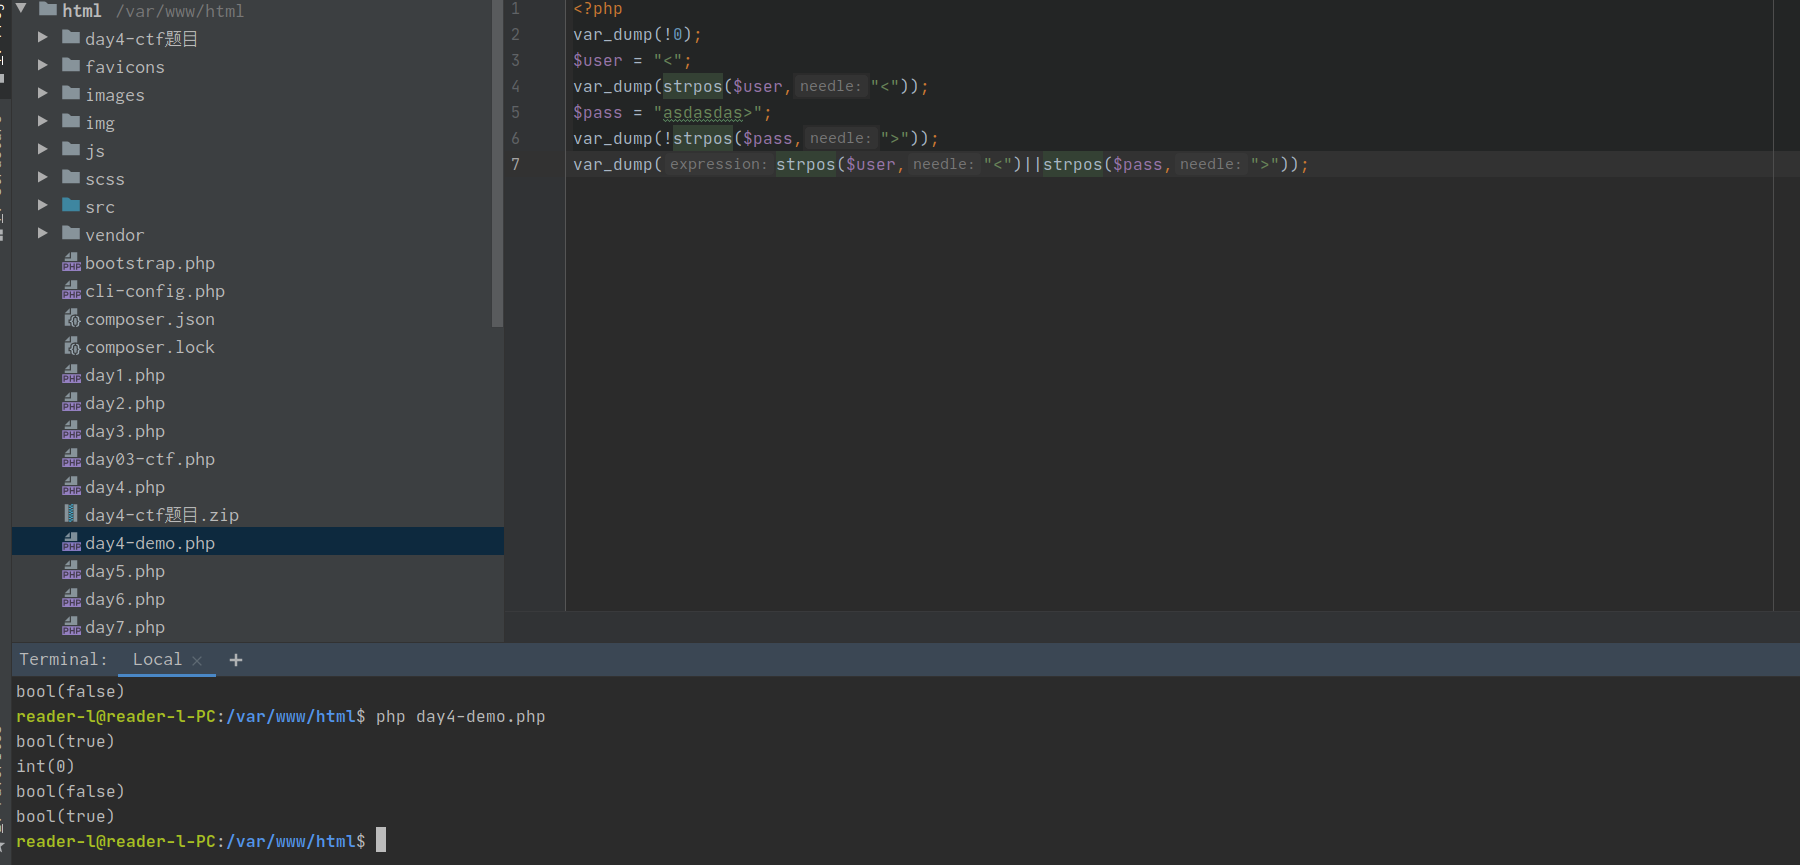 html /var/www/html
day4-ctf题目
favicons
images
img
js
scss
src
vendor
bootstrap.php
cli-config.php
composer.json
composer.lock
day1.php
day2.php
day3.php
day03-ctf.php
day4.php
day4-ctf题目.zip
day4-demo.php
day5.php
day6.php
day7.php
1 <?php
2 var_dump(!0);
3 $user = "<";
4 var_dump(strpos($user, needle: "<"));
5 $pass = "asdasdas>";
6 var_dump(!strpos($pass, needle: ">"));
7 var_dump( expression: strpos($user, needle: "<")||strpos($pass, needle: ">"));
Terminal: Local × +
bool(false)
reader-l@reader-l-PC:/var/www/html$ php day4-demo.php
bool(true)
int(0)
bool(false)
bool(true)
reader-l@reader-l-PC:/var/www/html$